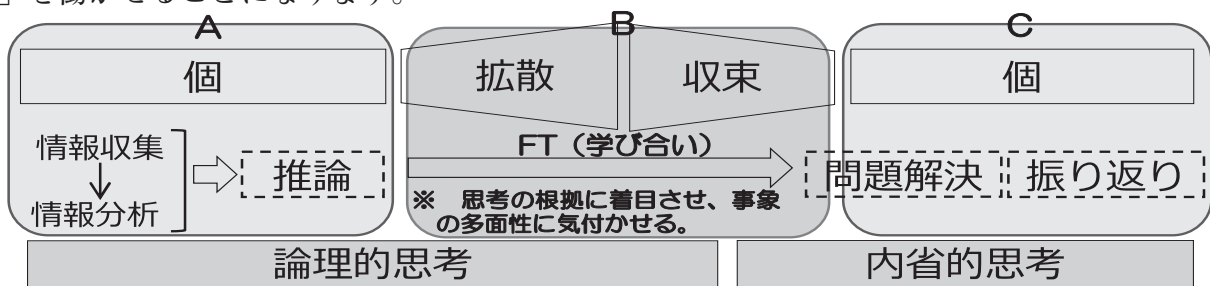 」を働かせることになります。
A
個
情報収集
↓
情報分析
推論
B
拡散
収束
FT(学び合い)
※ 思考の根拠に着目させ、事象
の多面性に気付かせる。
C
個
問題解決
振り返り
論理的思考
内省的思考